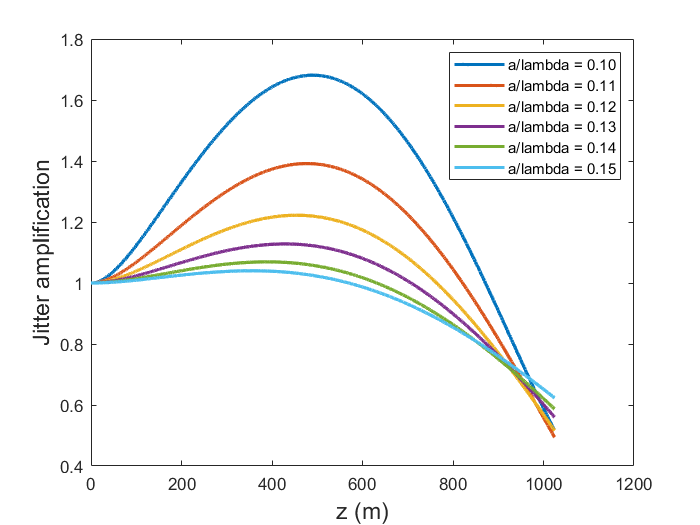 1.8
1.6
1.4
1.2
1
0.8
0.6
0.4
Jitter amplification
a/lambda = 0.10
a/lambda = 0.11
a/lambda = 0.12
a/lambda = 0.13
a/lambda = 0.14
a/lambda = 0.15
0 200 400 600 800 1000 1200
z (m)